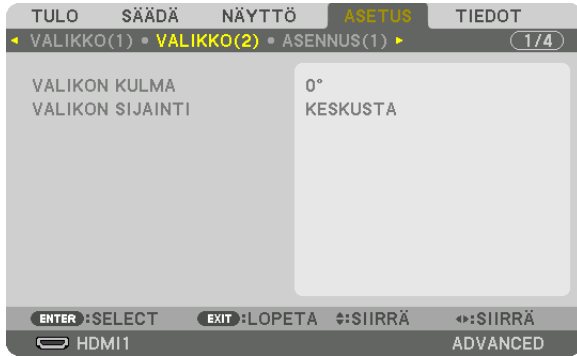 TULO SÄÄDÄ NÄYTTÖ ASETUS TIEDOT
VALIKKO(1) • VALIKKO(2) • ASENNUS(1) 1/4
VALIKON KULMA 0°
VALIKON SIJAINTI KESKUSTA
ENTER :SELECT EXIT :LOPETA :SIIRRÄ :SIIRRÄ
HDMI1 ADVANCED